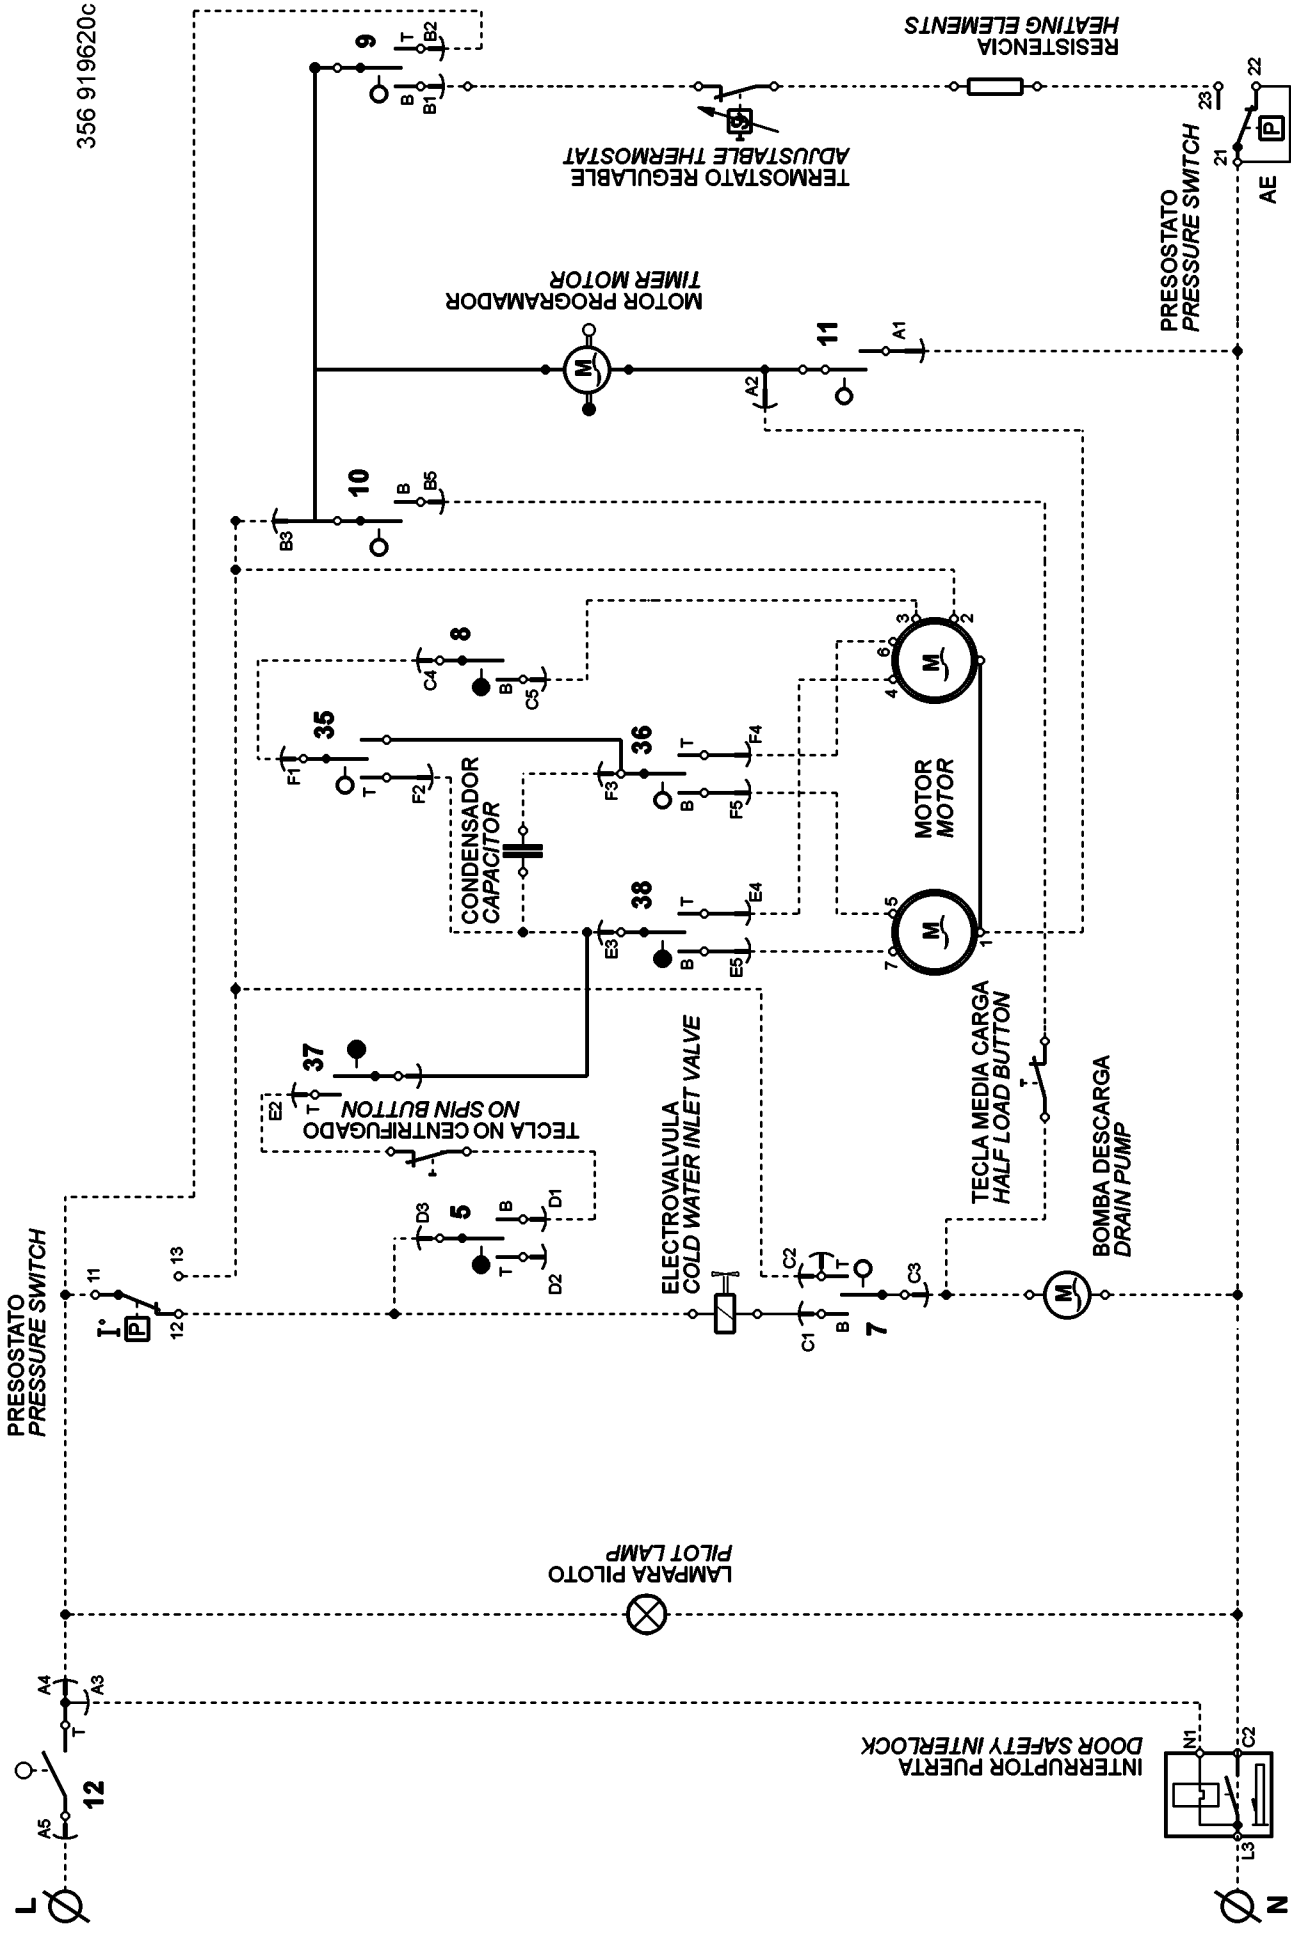 356 919620c
L
A5
12
T
A4
A3
LAMPARA PILOTO
PILOT LAMP
INTERRUPTOR PUERTA
DOOR SAFETY INTERLOCK
N1
C2
L3
N
PRESOSTATO
PRESSURE SWITCH
I°
P
11
12
13
D3
5
T
B
D2
D1
TECLA NO CENTRIFUGADO
NO SPIN BUTTON
E2
T
37
ELECTROVALVULA
COLD WATER INLET VALVE
C1
C2
B
T
7
C3
BOMBA DESCARGA
DRAIN PUMP
M
TECLA MEDIA CARGA
HALF LOAD BUTTON
CONDENSADOR
CAPACITOR
F1
35
T
F2
C4
8
B
C5
E3
38
B
T
E5
E4
F3
36
B
T
F5
F4
MOTOR
MOTOR
M
7
5
1
M
4
6
3
2
B3
10
B
B5
MOTOR PROGRAMADOR
TIMER MOTOR
M
A2
11
A1
9
B
T
B1
B2
TERMOSTATO REGULABLE
ADJUSTABLE THERMOSTAT
RESISTENCIA
HEATING ELEMENTS
PRESOSTATO
PRESSURE SWITCH
21
23
22
P
AE